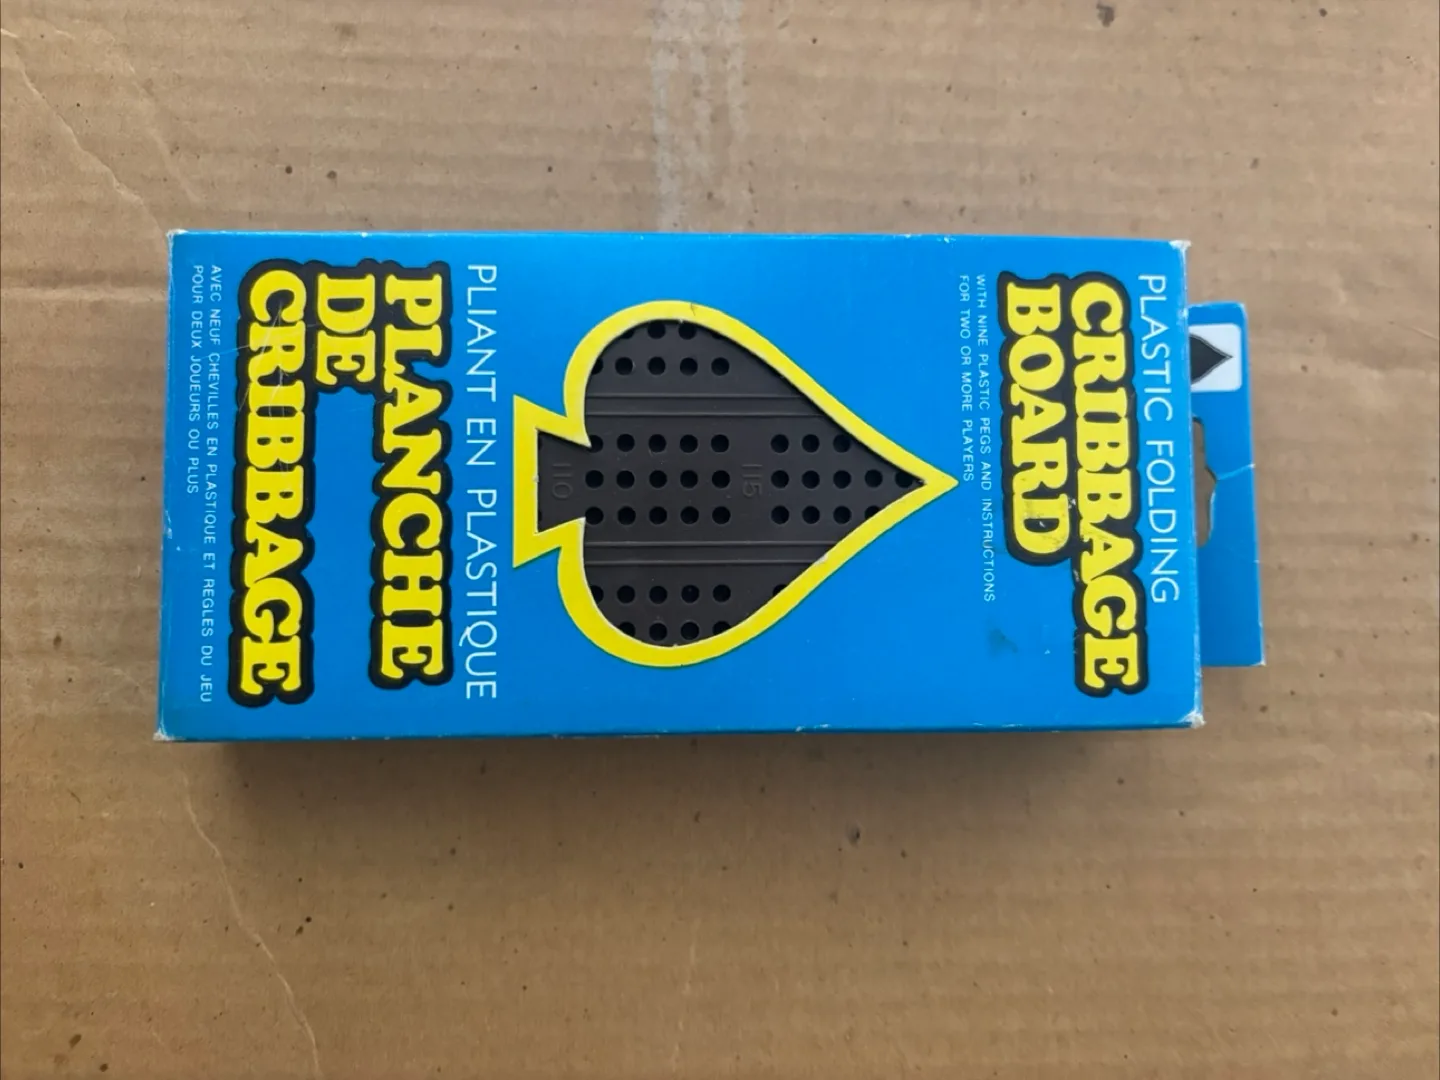 PLASTIC FOLDING
CRIBBAGE
BOARD
WITH NINE PLASTIC PEGS AND INSTRUCTIONS
FOR TWO OR MORE PLAYERS
115
110
PLIANT EN PLASTIQUE
PLANCHE
DE
CRIBBAGE
AVEC NEUF CHEVILLES EN PLASTIQUE ET REGLES DU JEU
POUR DEUX JOUEURS OU PLUS